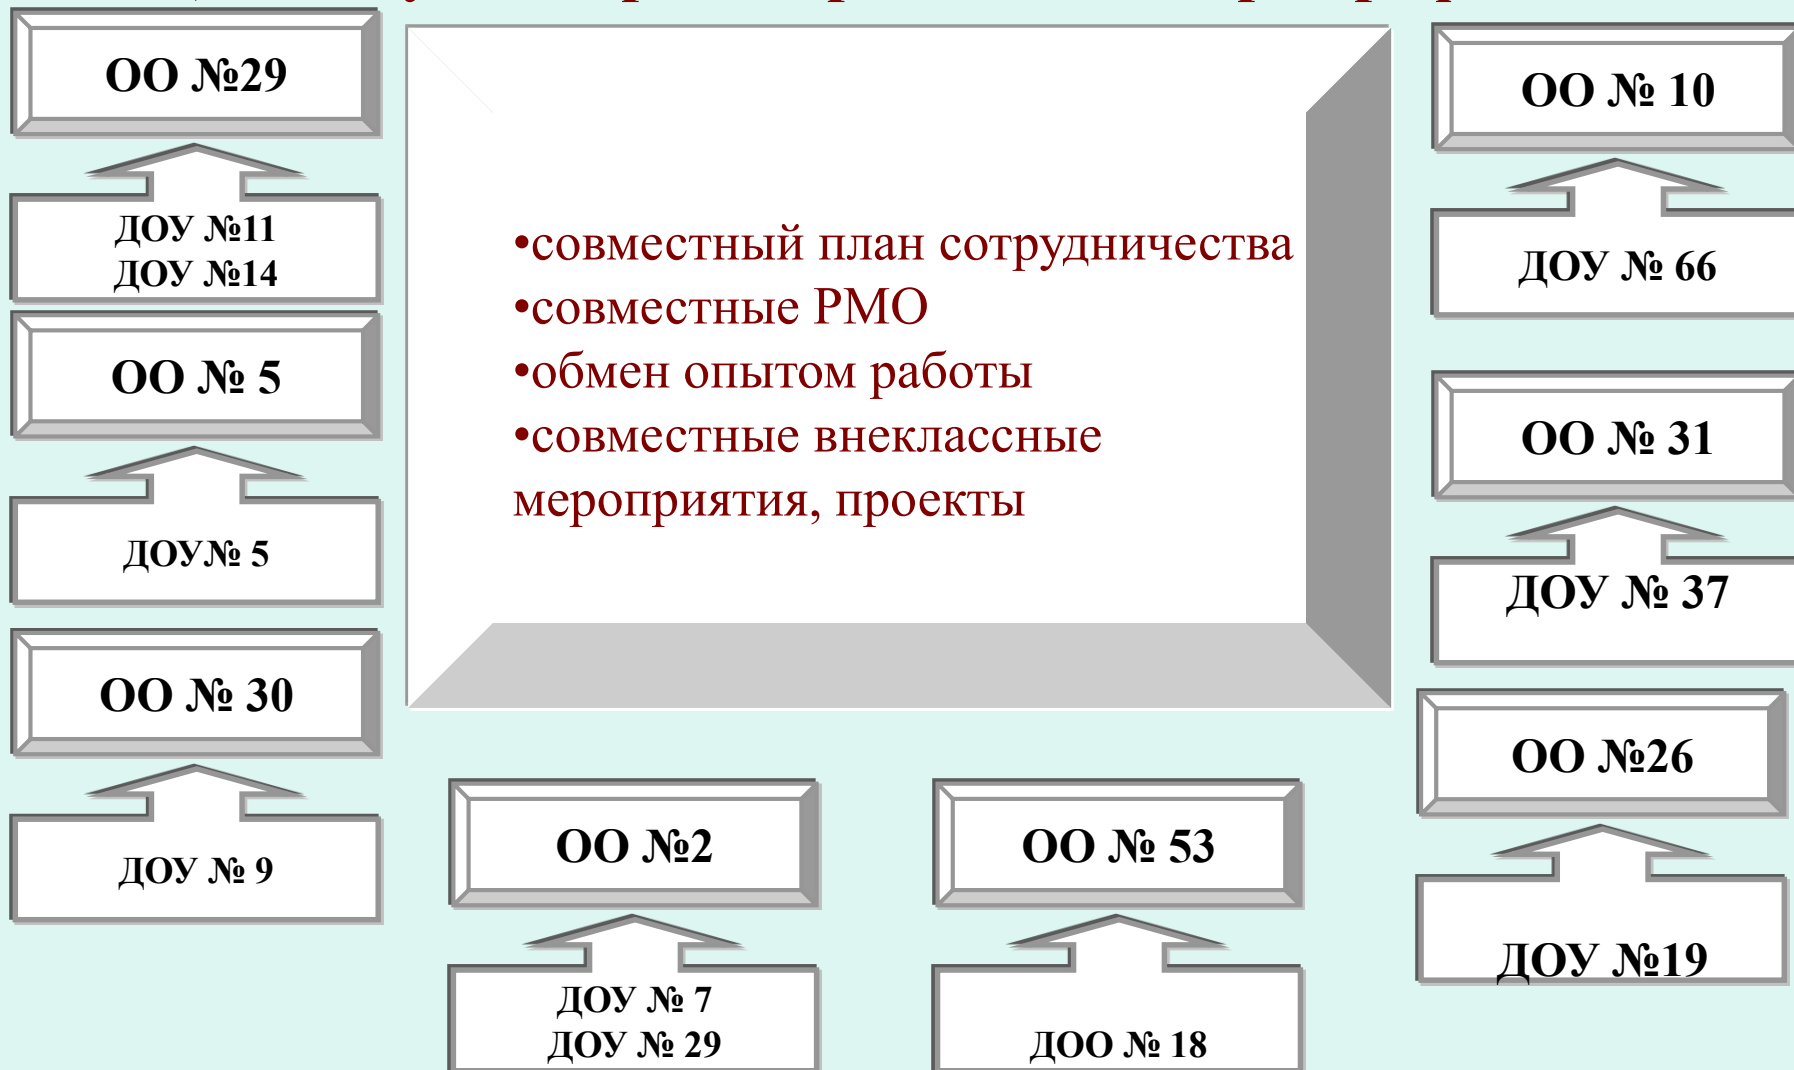 ОО №29
ДОУ №11
ДОУ №14
ОО № 5
ДОУ№ 5
ОО № 30
ДОУ № 9
•совместный план сотрудничества
•совместные РМО
•обмен опытом работы
•совместные внеклассные
мероприятия, проекты
ОО №2
ДОУ № 7
ДОУ № 29
ОО № 53
ДОО № 18
ОО № 10
ДОУ № 66
ОО № 31
ДОУ № 37
ОО №26
ДОУ №19